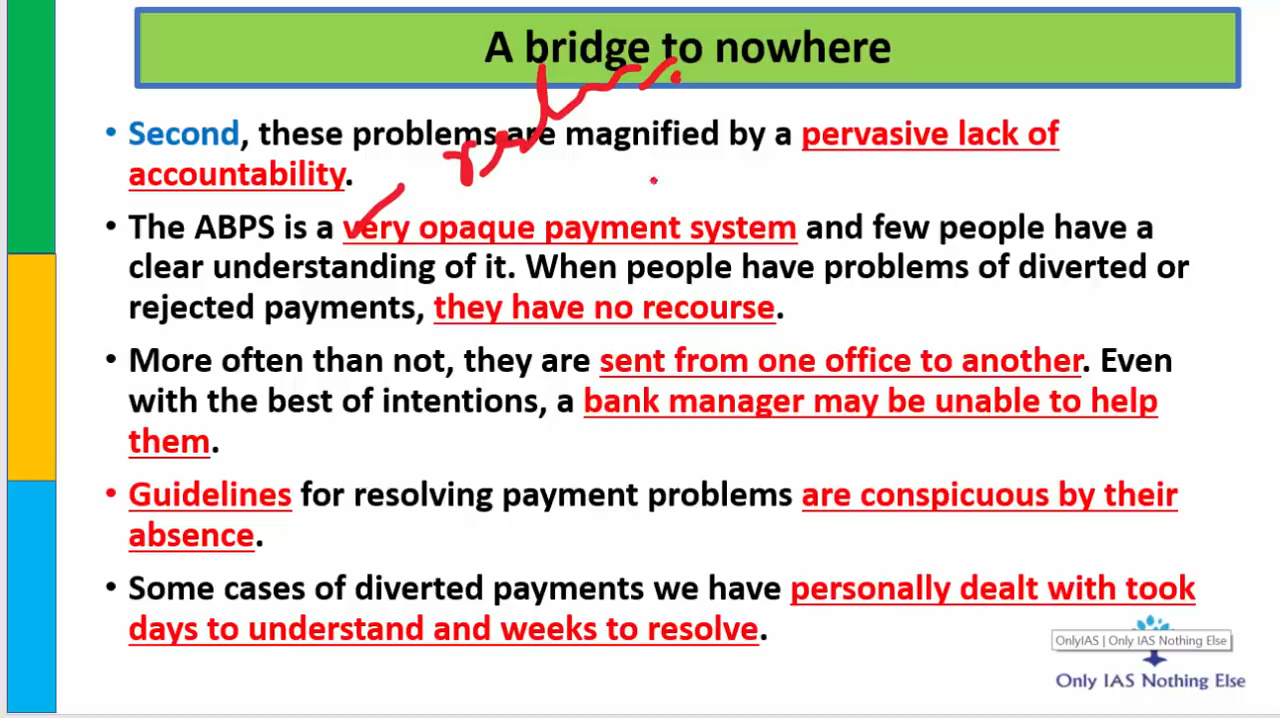 A bridge to nowhere
• Second, these problems are magnified by a pervasive lack of
accountability.
• The ABPS is a very opaque payment system and few people have a
clear understanding of it. When people have problems of diverted or
rejected payments, they have no recourse.
• More often than not, they are sent from one office to another. Even
with the best of intentions, a bank manager may be unable to help
them.
• Guidelines for resolving payment problems are conspicuous by their
absence.
• Some cases of diverted payments we have personally dealt with took
days to understand and weeks to resolve.
OnlyIAS | Only IAS Nothing Else
Only IAS Nothing Else